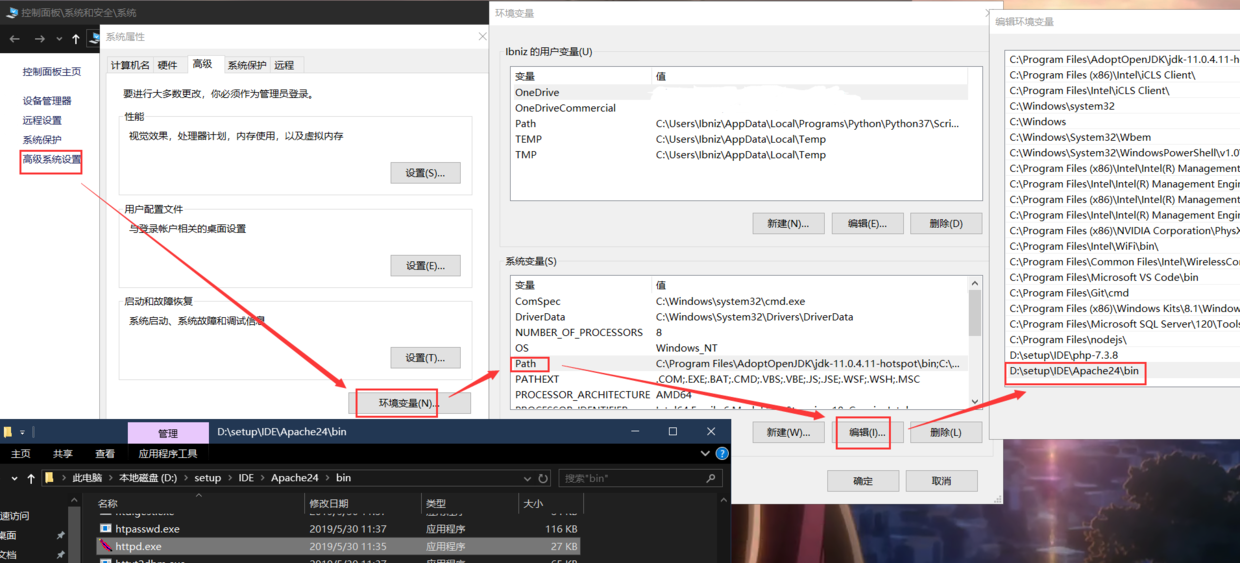 控制面板\系统和安全\系统
控制面板主页
设备管理器
远程设置
系统保护
高级系统设置
系统属性
计算机名 硬件 高级 系统保护 远程
要进行大多数更改，你必须作为管理员登录。
性能
视觉效果，处理器计划，内存使用，以及虚拟内存
设置(S)...
用户配置文件
与登录帐户相关的桌面设置
设置(E)...
启动和故障恢复
系统启动、系统故障和调试信息
设置(T)...
环境变量(N)...
环境变量
Ibniz 的用户变量(U)
变量 值
OneDrive
OneDriveCommercial
Path C:\Users\Ibniz\AppData\Local\Programs\Python\Python37\Scri...
TEMP C:\Users\Ibniz\AppData\Local\Temp
TMP C:\Users\Ibniz\AppData\Local\Temp
新建(N)... 编辑(E)... 删除(D)
系统变量(S)
变量 值
ComSpec C:\Windows\system32\cmd.exe
DriverData C:\Windows\System32\Drivers\DriverData
NUMBER_OF_PROCESSORS 8
OS Windows_NT
Path C:\Program Files\AdoptOpenJDK\jdk-11.0.4.11-hotspot\bin;C:\...
PATHEXT .COM;.EXE;.BAT;.CMD;.VBS;.VBE;.JS;.JSE;.WSF;.WSH;.MSC
PROCESSOR_ARCHITECTURE AMD64
新建(W)... 编辑(I)... 删除(L)
确定 取消
编辑环境变量
C:\Program Files\AdoptOpenJDK\jdk-11.0.4.11-hot
C:\Program Files (x86)\Intel\iCLS Client\
C:\Program Files\Intel\iCLS Client\
C:\Windows\system32
C:\Windows
C:\Windows\System32\Wbem
C:\Windows\System32\WindowsPowerShell\v1.0
C:\Program Files (x86)\Intel\Intel(R) Management
C:\Program Files\Intel\Intel(R) Management Engin
C:\Program Files (x86)\Intel\Intel(R) Management
C:\Program Files\Intel\Intel(R) Management Engin
C:\Program Files (x86)\NVIDIA Corporation\PhysX
C:\Program Files\Intel\WiFi\bin\
C:\Program Files\Common Files\Intel\WirelessCo
C:\Program Files\Microsoft VS Code\bin
C:\Program Files\Git\cmd
C:\Program Files (x86)\Windows Kits\8.1\Window
C:\Program Files\Microsoft SQL Server\120\Tools
C:\Program Files\nodejs\
D:\setup\IDE\php-7.3.8
D:\setup\IDE\Apache24\bin
管理 D:\setup\IDE\Apache24\bin
主页 共享 查看 应用程序工具
此电脑 本地磁盘 (D:) setup IDE Apache24 bin
搜索"bin"
名称 修改日期 类型 大小
速访问
桌面
文档
htpasswd.exe 2019/5/30 11:37 应用程序 116 KB
httpd.exe 2019/5/30 11:35 应用程序 27 KB